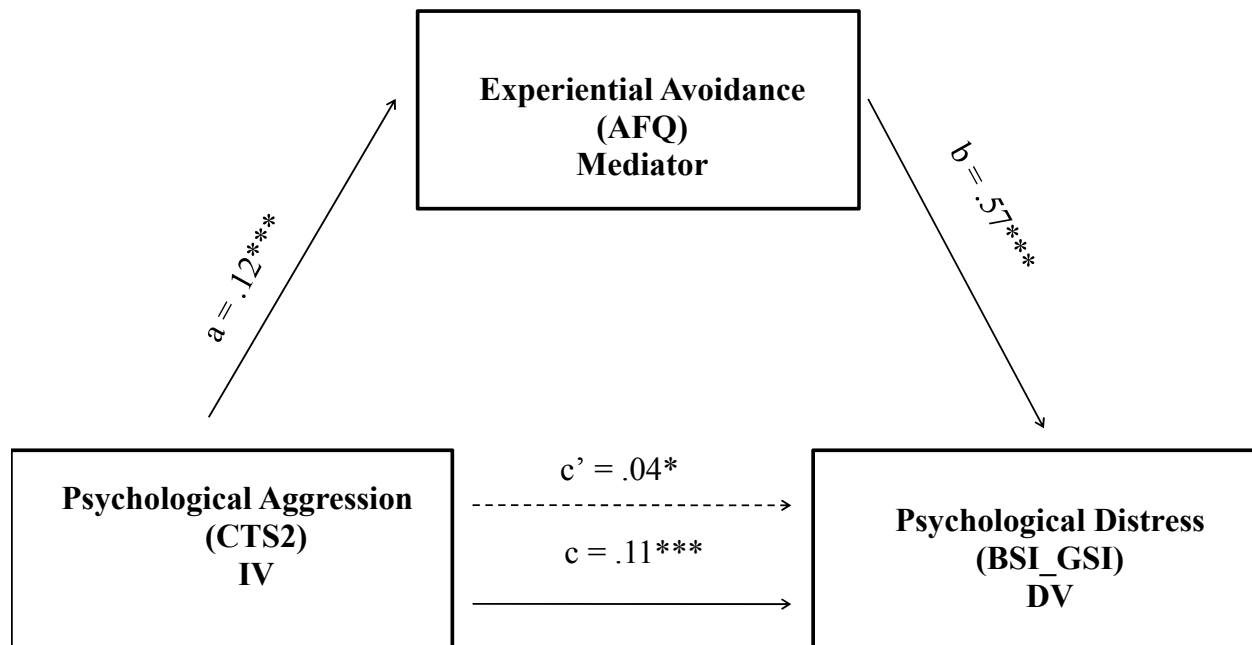 Experiential Avoidance
(AFQ)
Mediator
a = .12***
b = .57***
Psychological Aggression
(CTS2)
IV
c’ = .04*
c = .11***
Psychological Distress
(BSI_GSI)
DV